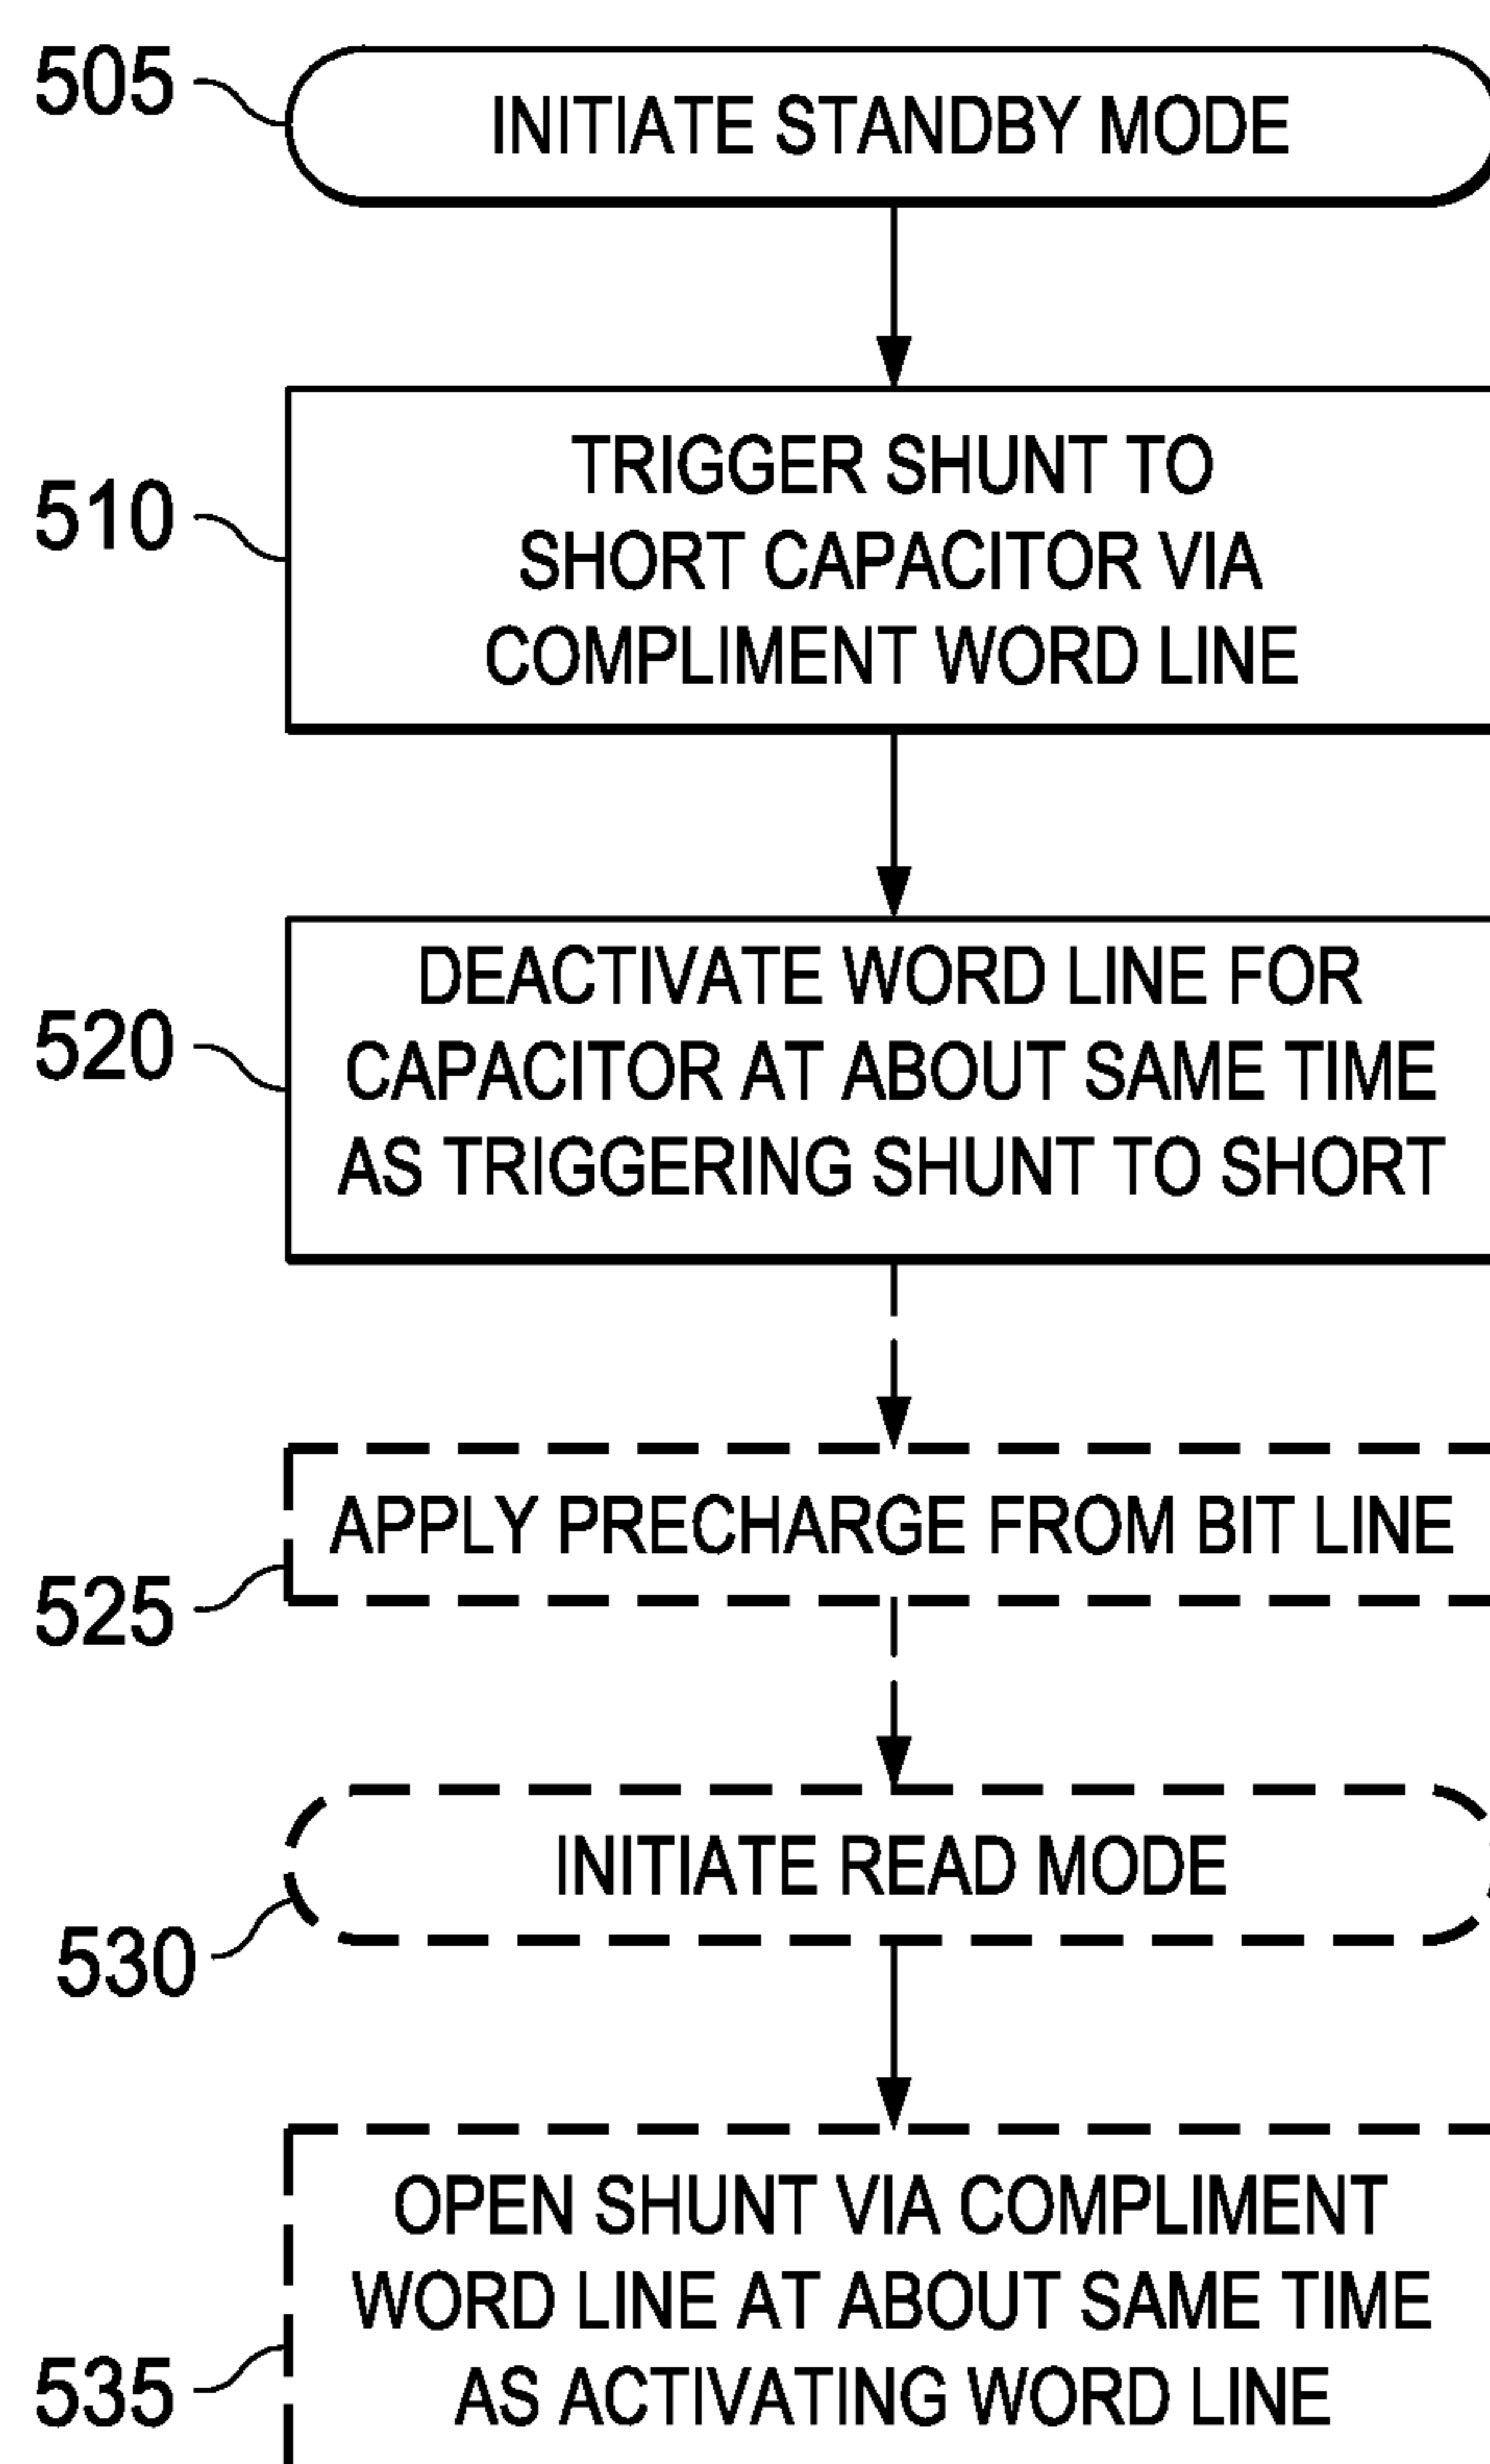 505
INITIATE STANDBY MODE
510
TRIGGER SHUNT TO
SHORT CAPACITOR VIA
COMPLIMENT WORD LINE
520
DEACTIVATE WORD LINE FOR
CAPACITOR AT ABOUT SAME TIME
AS TRIGGERING SHUNT TO SHORT
525
APPLY PRECHARGE FROM BIT LINE
530
INITIATE READ MODE
535
OPEN SHUNT VIA COMPLIMENT
WORD LINE AT ABOUT SAME TIME
AS ACTIVATING WORD LINE